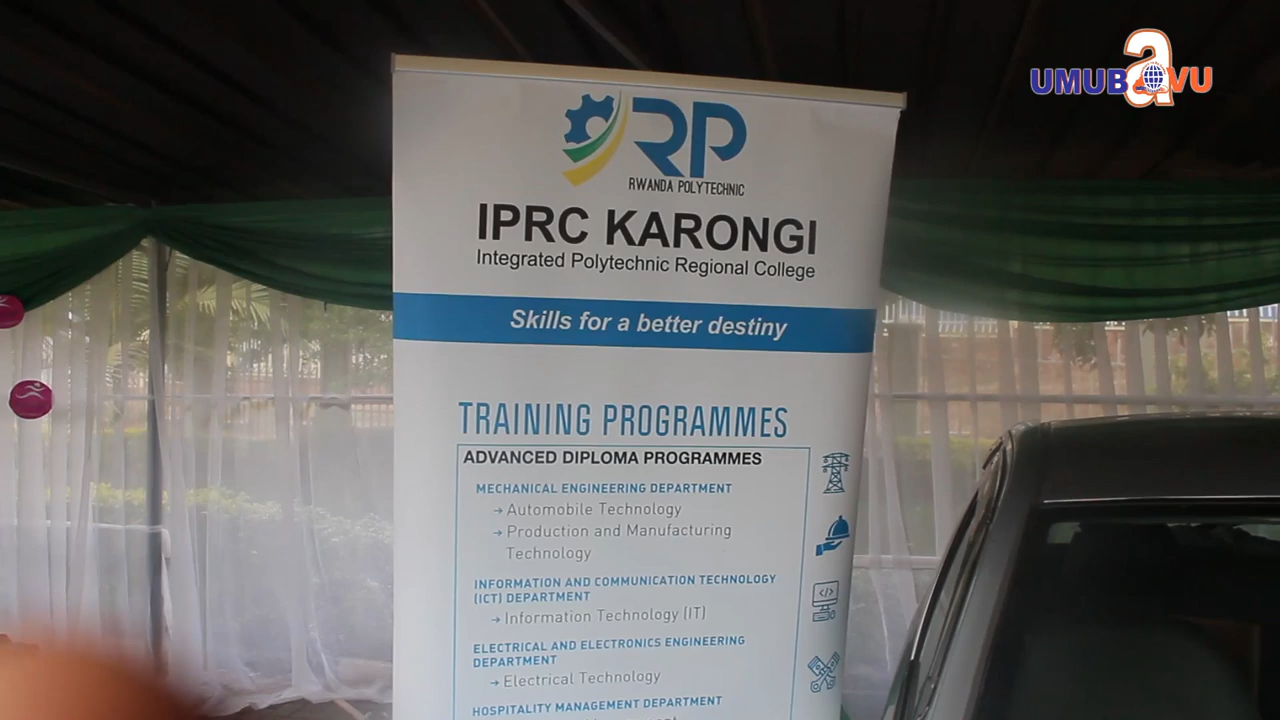 UMUBAVU
RP
RWANDA POLYTECHNIC
IPRC KARONGI
Integrated Polytechnic Regional College
Skills for a better destiny
TRAINING PROGRAMMES
ADVANCED DIPLOMA PROGRAMMES
MECHANICAL ENGINEERING DEPARTMENT
→ Automobile Technology
→ Production and Manufacturing
Technology
INFORMATION AND COMMUNICATION TECHNOLOGY
(ICT) DEPARTMENT
→ Information Technology (IT)
ELECTRICAL AND ELECTRONICS ENGINEERING
DEPARTMENT
→ Electrical Technology
HOSPITALITY MANAGEMENT DEPARTMENT